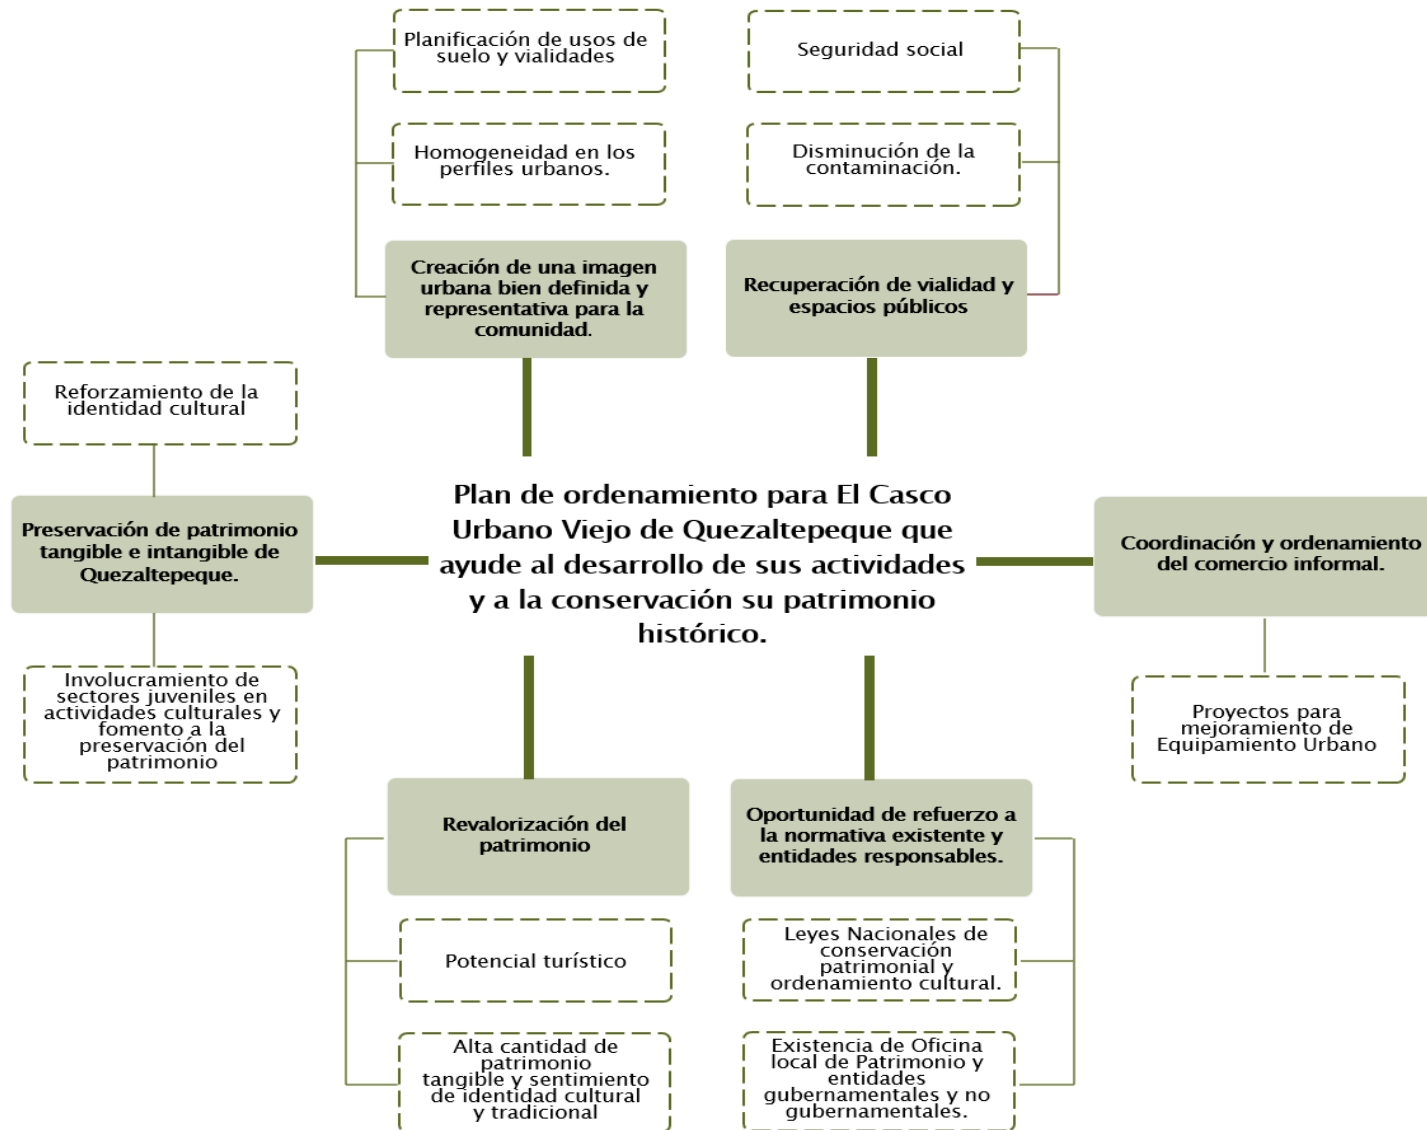 Planificación de usos de
suelo y vialidades
Seguridad social
Homogeneidad en los
perfiles urbanos.
Disminución de la
contaminación.
Creación de una imagen
urbana bien definida y
representativa para la
comunidad.
Recuperación de vialidad y
espacios públicos
Reforzamiento de la
identidad cultural
Preservación de patrimonio
tangible e intangible de
Quezaltepeque.
Involucramiento de
sectores juveniles en
actividades culturales y
fomento a la
preservación del
patrimonio
Plan de ordenamiento para El Casco
Urbano Viejo de Quezaltepeque que
ayude al desarrollo de sus actividades
y a la conservación su patrimonio
histórico.
Coordinación y ordenamiento
del comercio informal.
Proyectos para
mejoramiento de
Equipamiento Urbano
Revalorización del
patrimonio
Oportunidad de refuerzo a
la normativa existente y
entidades responsables.
Potencial turístico
Leyes Nacionales de
conservación
patrimonial y
ordenamiento cultural.
Alta cantidad de
patrimonio
tangible y sentimiento
de identidad cultural
y tradicional
Existencia de Oficina
local de Patrimonio y
entidades
gubernamentales y no
gubernamentales.